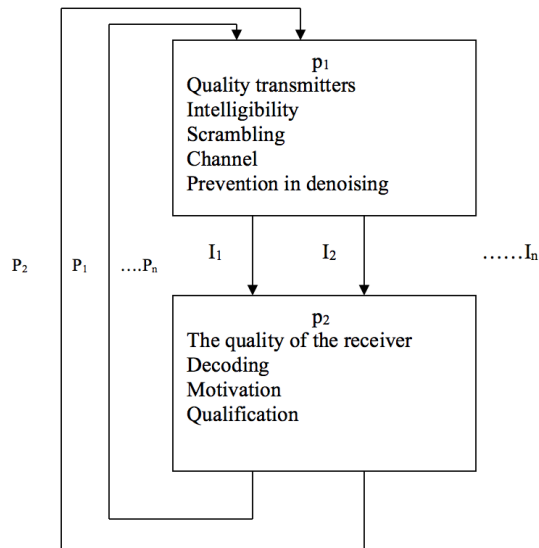 p₁
Quality transmitters
Intelligibility
Scrambling
Channel
Prevention in denoising
P₂ P₁ ....Pₙ I₁ I₂ ......Iₙ
p₂
The quality of the receiver
Decoding
Motivation
Qualification